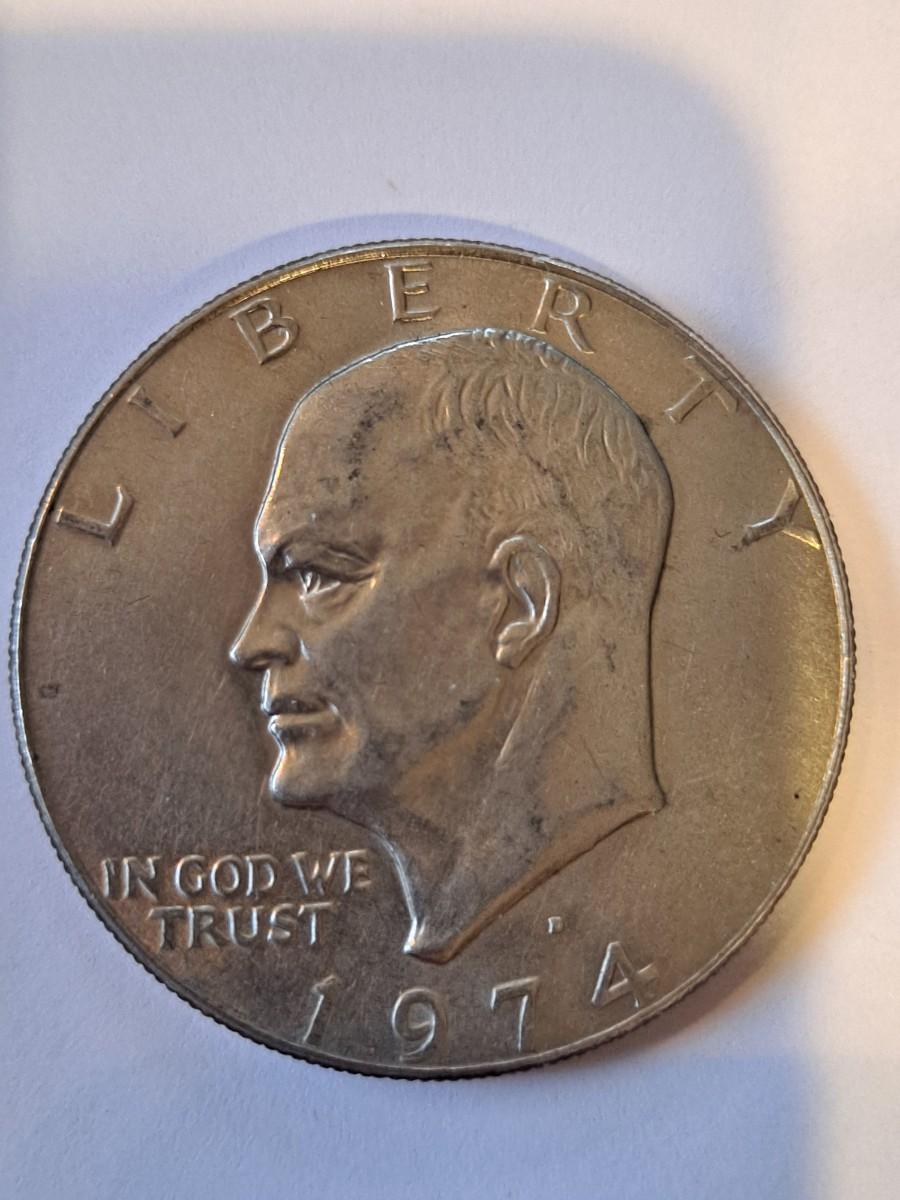 LIBERTY
IN GOD WE
TRUST
1974